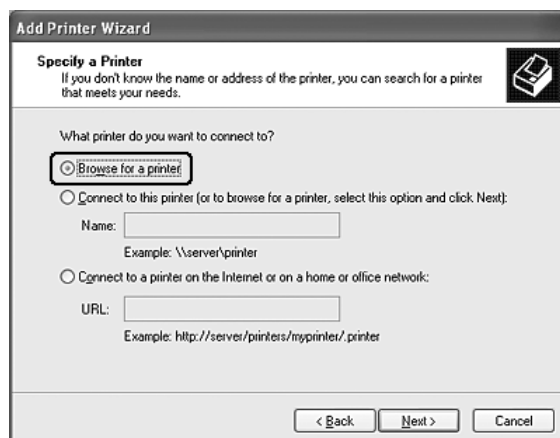 Add Printer Wizard
Specify a Printer
If you don't know the name or address of the printer, you can search for a printer
that meets your needs.
What printer do you want to connect to?
Browse for a printer
Connect to this printer (or to browse for a printer, select this option and click Next):
Name:
Example: \\server\printer
Connect to a printer on the Internet or on a home or office network:
URL:
Example: http://server/printers/myprinter/.printer
< Back
Next >
Cancel